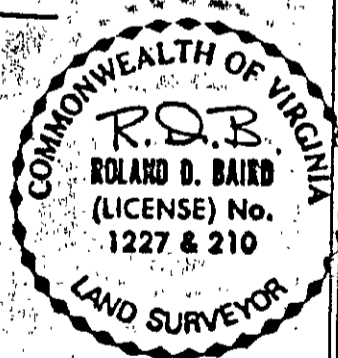 COMMONWEALTH OF VIRGINIA
R.D.B.
ROLAND D. BAIRD
(LICENSE) No.
1227 & 210
LAND SURVEYOR